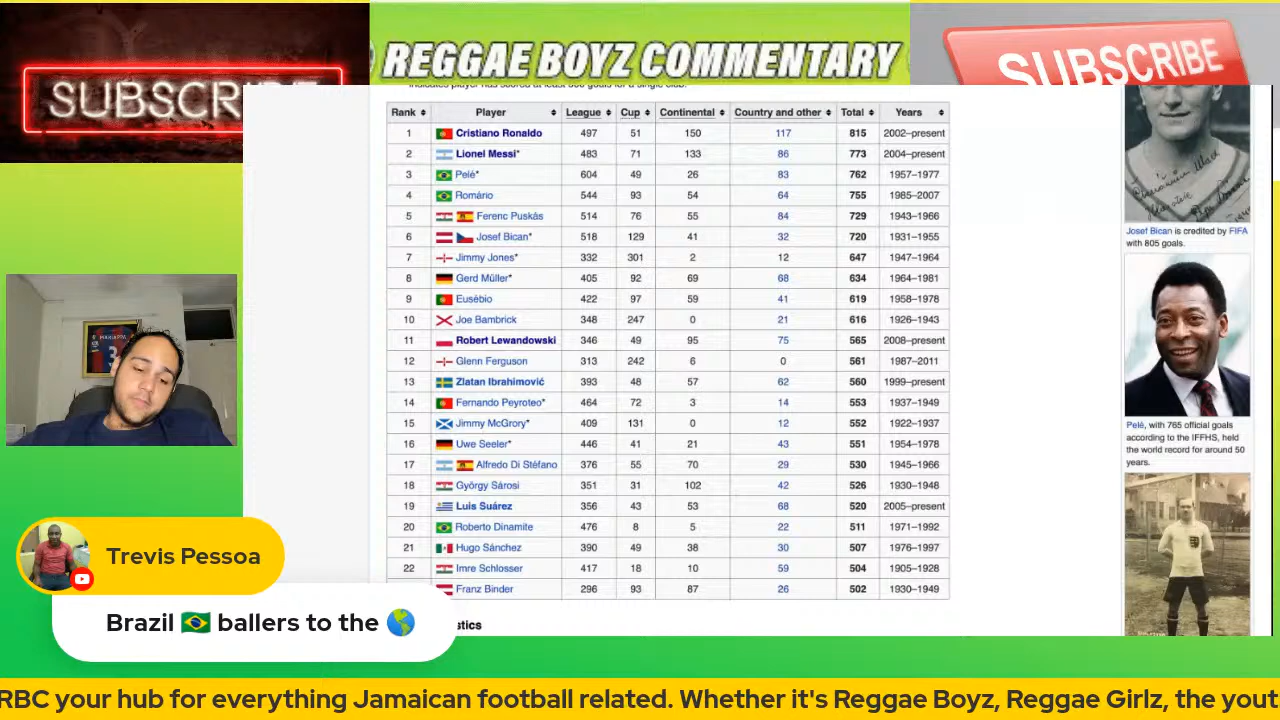 SUBSCR
REGGAE BOYZ COMMENTARY
SUBSCRIBE
indicates player has scored at least 300 goals for a single club.
Rank Player League Cup Continental Country and other Total Years
1 Cristiano Ronaldo 497 51 150 117 815 2002–present
2 Lionel Messi* 483 71 133 86 773 2004–present
3 Pelé* 604 49 26 83 762 1957–1977
4 Romário 544 93 54 64 755 1985–2007
5 Ferenc Puskás 514 76 55 84 729 1943–1966
6 Josef Bican* 518 129 41 32 720 1931–1955
7 Jimmy Jones* 332 301 2 12 647 1947–1964
8 Gerd Müller* 405 92 69 68 634 1964–1981
9 Eusébio 422 97 59 41 619 1958–1978
10 Joe Bambrick 348 247 0 21 616 1926–1943
11 Robert Lewandowski 346 49 95 75 565 2008–present
12 Glenn Ferguson 313 242 6 0 561 1987–2011
13 Zlatan Ibrahimović 393 48 57 62 560 1999–present
14 Fernando Peyroteo* 464 72 3 14 553 1937–1949
15 Jimmy McGrory* 409 131 0 12 552 1922–1937
16 Uwe Seeler* 446 41 21 43 551 1954–1978
17 Alfredo Di Stéfano 376 55 70 29 530 1945–1966
18 György Sárosi 351 31 102 42 526 1930–1948
19 Luis Suárez 356 43 53 68 520 2005–present
20 Roberto Dinamite 476 8 5 22 511 1971–1992
21 Hugo Sánchez 390 49 38 30 507 1976–1997
22 Imre Schlosser 417 18 10 59 504 1905–1928
Franz Binder 296 93 87 26 502 1930–1949
stics
Josef Bican is credited by FIFA
with 805 goals.
Pelé, with 765 official goals
according to the IFFHS, held
the world record for around 50
years.
Trevis Pessoa
Brazil 🇧🇷 ballers to the 🌎
RBC your hub for everything Jamaican football related. Whether it's Reggae Boyz, Reggae Girlz, the yout